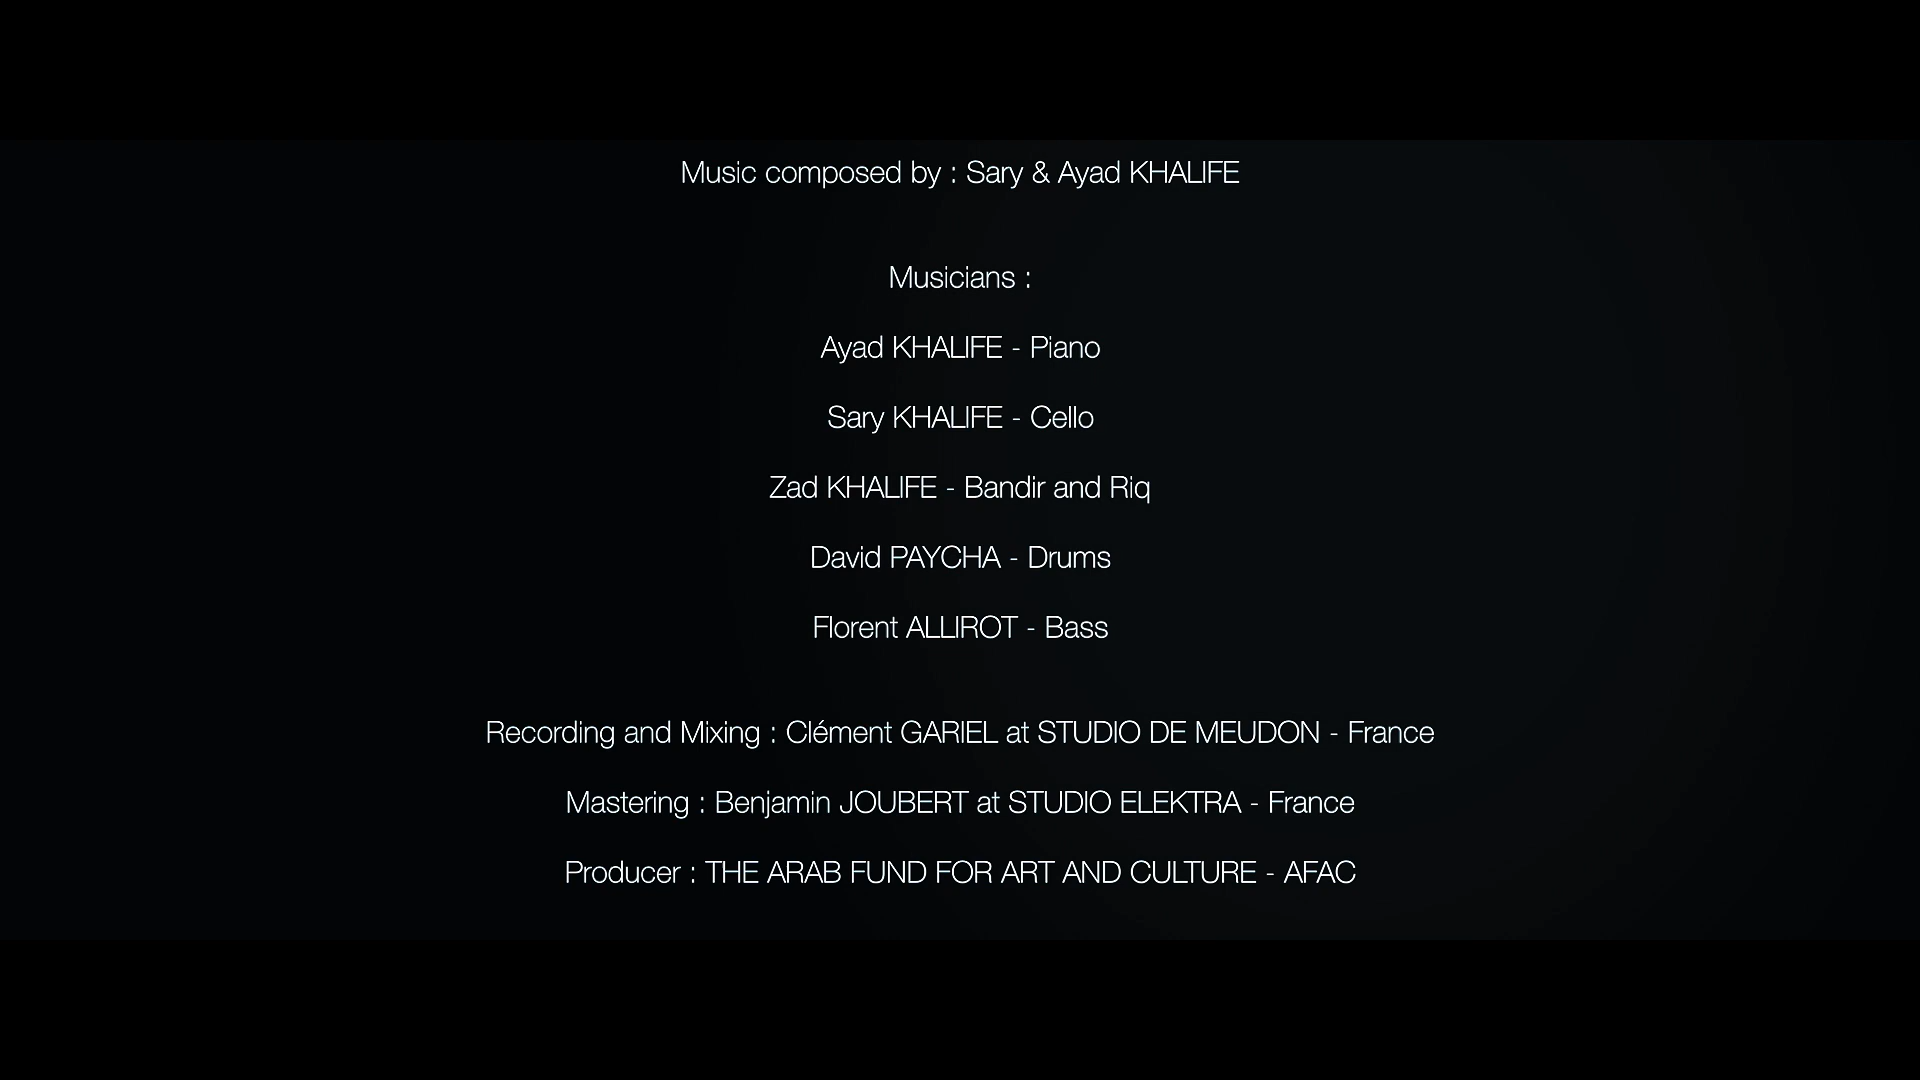 Music composed by : Sary & Ayad KHALIFE
Musicians :
Ayad KHALIFE - Piano
Sary KHALIFE - Cello
Zad KHALIFE - Bandir and Riq
David PAYCHA - Drums
Florent ALLIROT - Bass
Recording and Mixing : Clément GARIEL at STUDIO DE MEUDON - France
Mastering : Benjamin JOUBERT at STUDIO ELEKTRA - France
Producer : THE ARAB FUND FOR ART AND CULTURE - AFAC